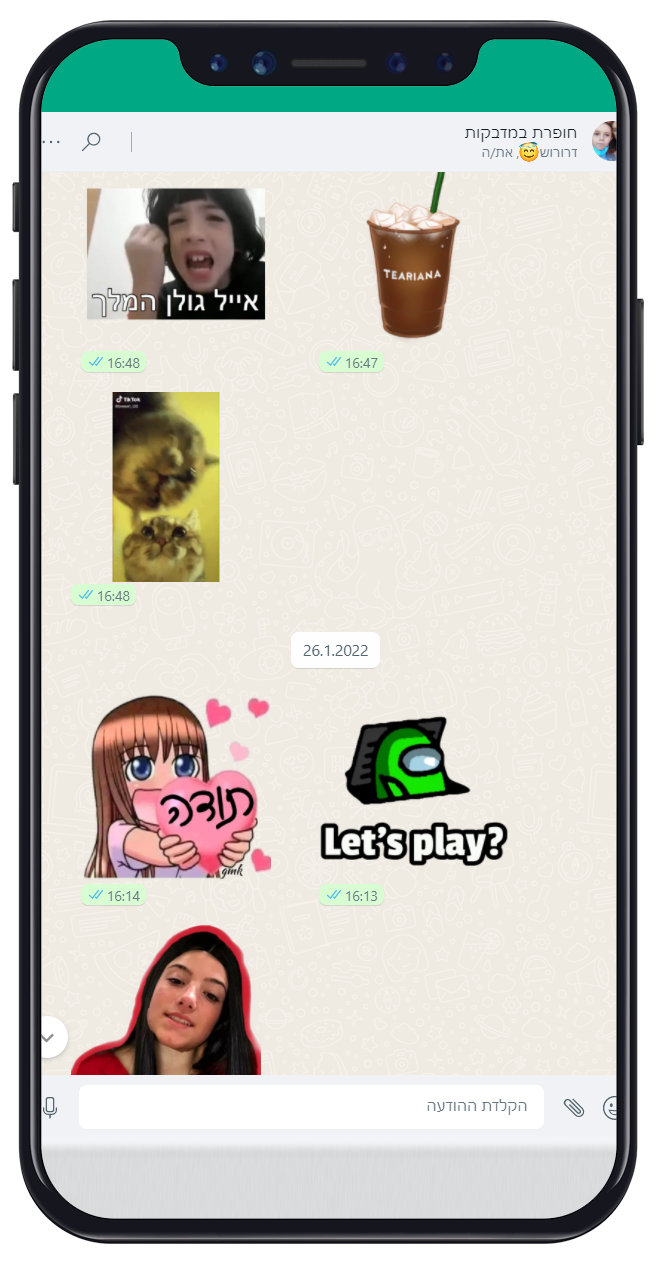 חופרת במדבקות
דרורוש😇, את/ה
אייל גולן המלך
16:48
TEARIANA
16:47
TikTok
16:48
26.1.2022
תודה
gmk
16:14
Let's play?
16:13
הקלדת ההודעה